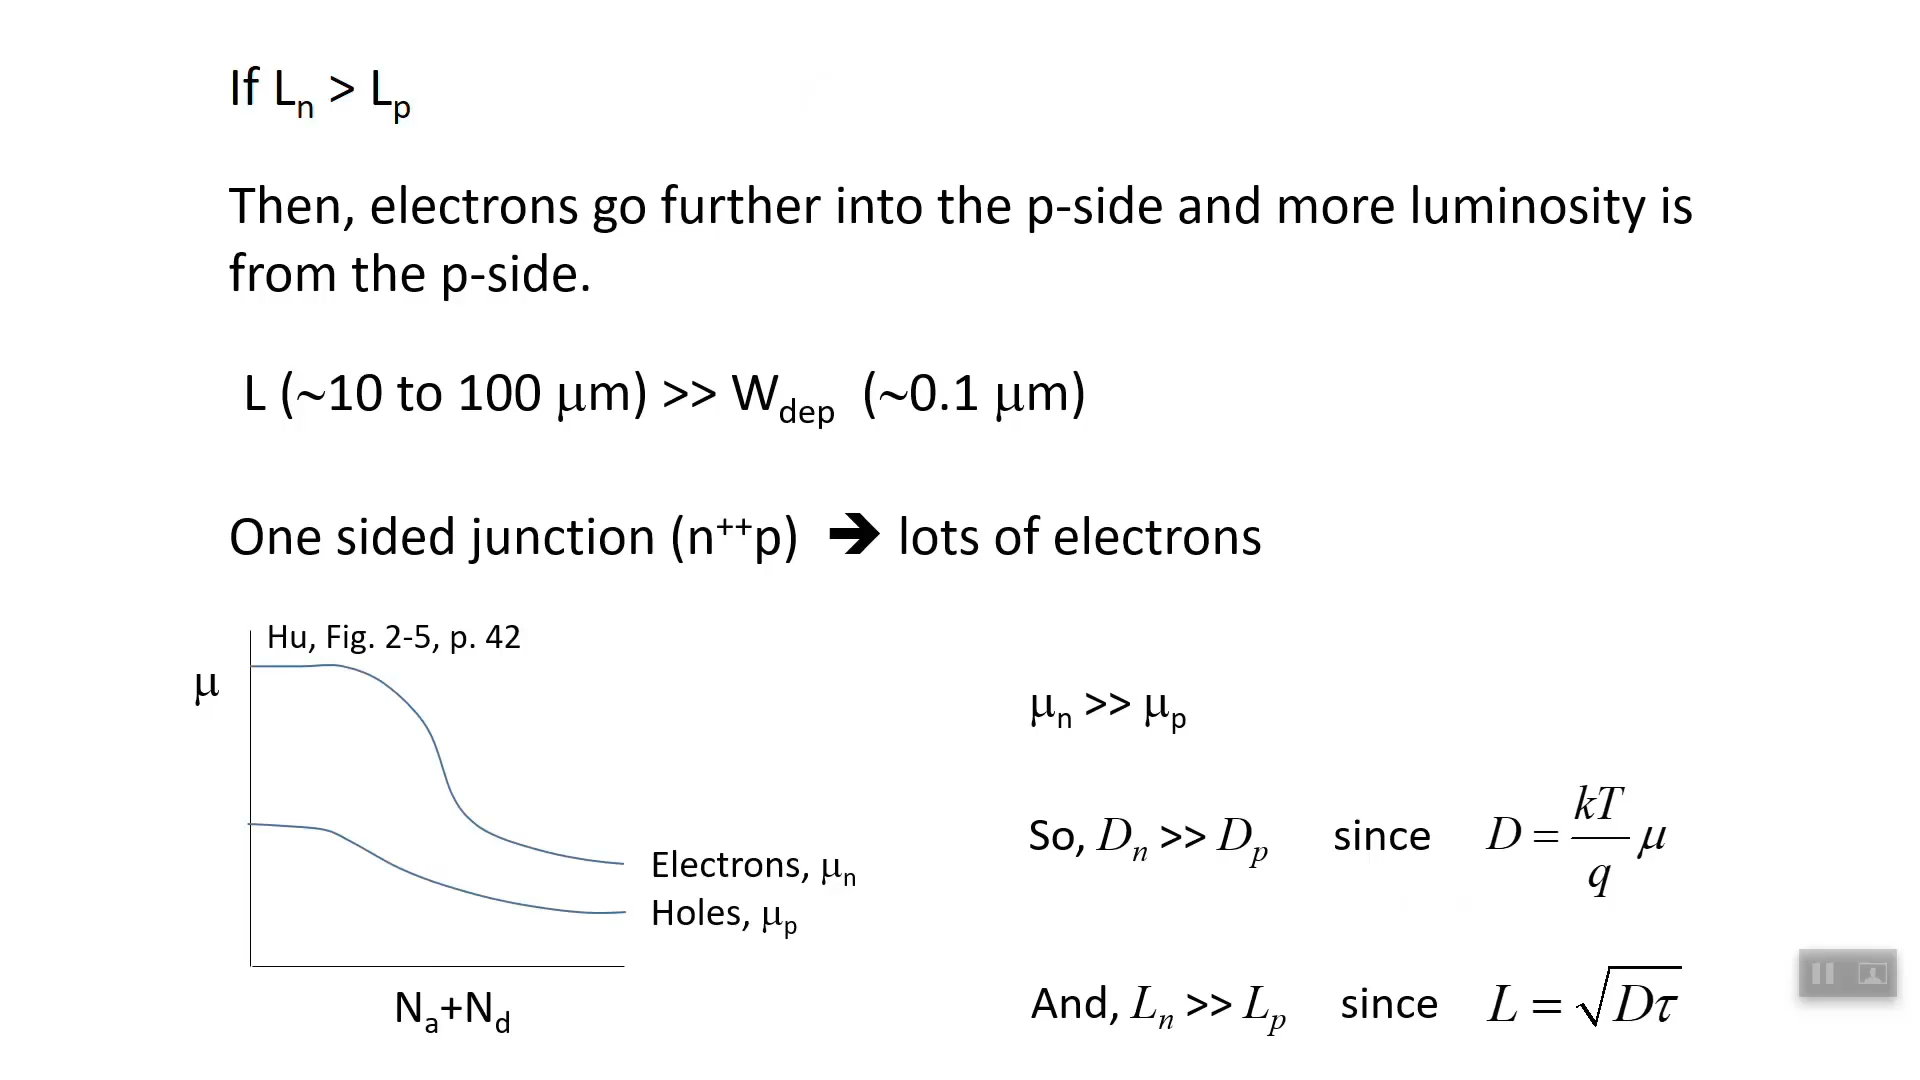 If Lₙ > Lₚ
Then, electrons go further into the p-side and more luminosity is
from the p-side.
L (~10 to 100 μm) >> W_dep (~0.1 μm)
One sided junction (n⁺⁺p) ➔ lots of electrons
Hu, Fig. 2-5, p. 42
μ
Electrons, μₙ
Holes, μₚ
Nₐ+N_d
μₙ >> μₚ
So, Dₙ >> Dₚ since D = kT/q μ
And, Lₙ >> Lₚ since L = √Dτ